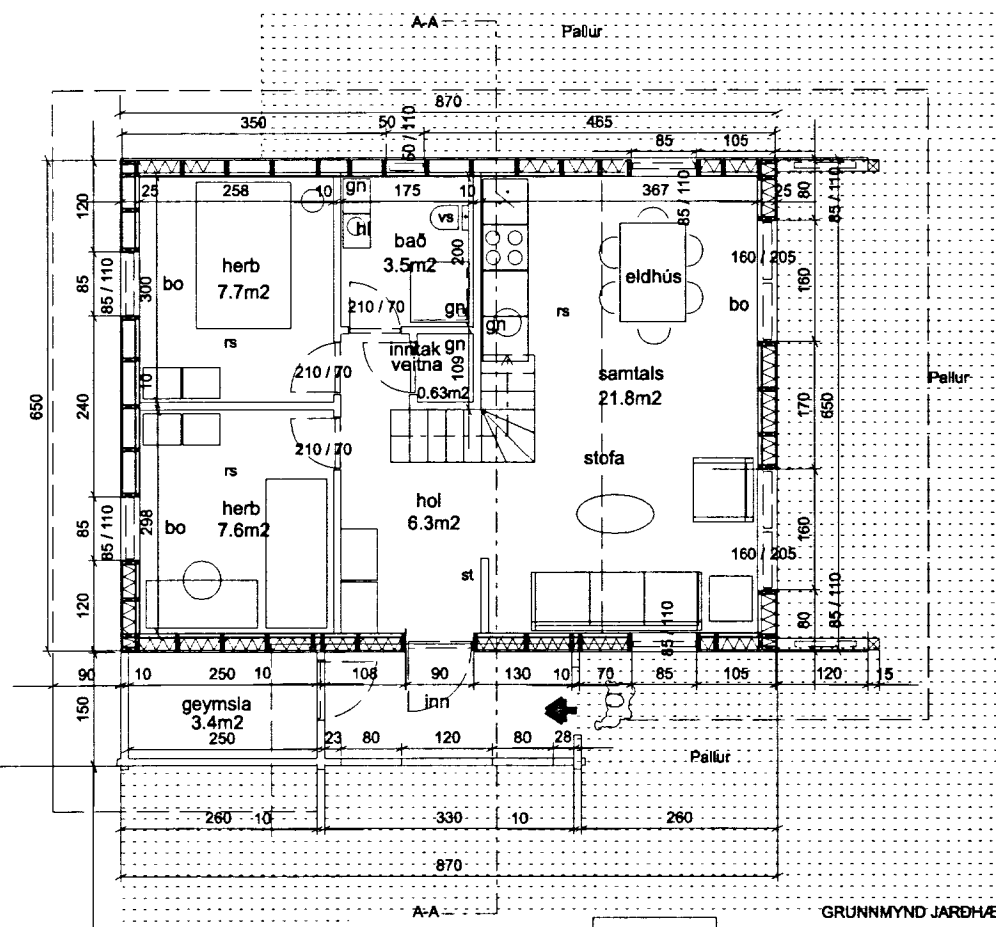 A-A
Pallur
870
350
50
465
50 / 110
85
105
25
258
10
gn
175
10
367
25
80
85 / 110
120
hl
vs
bað
3.5m2
200
85 / 110
eldhús
160 / 205
160
herb
7.7m2
bo
300
85
85 / 110
210 / 70
gn
gn
rs
bo
rs
inntak
veitna
gn
109
0.63m2
210 / 70
10
samtals
21.8m2
Pallur
650
240
170
650
210 / 70
rs
stofa
herb
7.6m2
bo
298
85
85 / 110
hol
6.3m2
160
160 / 205
st
120
85 / 110
80
85 / 110
90
10
250
10
108
90
130
10
70
85
105
120
15
150
geymsla
3.4m2
inn
250
23
80
120
80
28
Pallur
260
10
330
10
260
870
A-A
GRUNNMYND JARÐHÆ